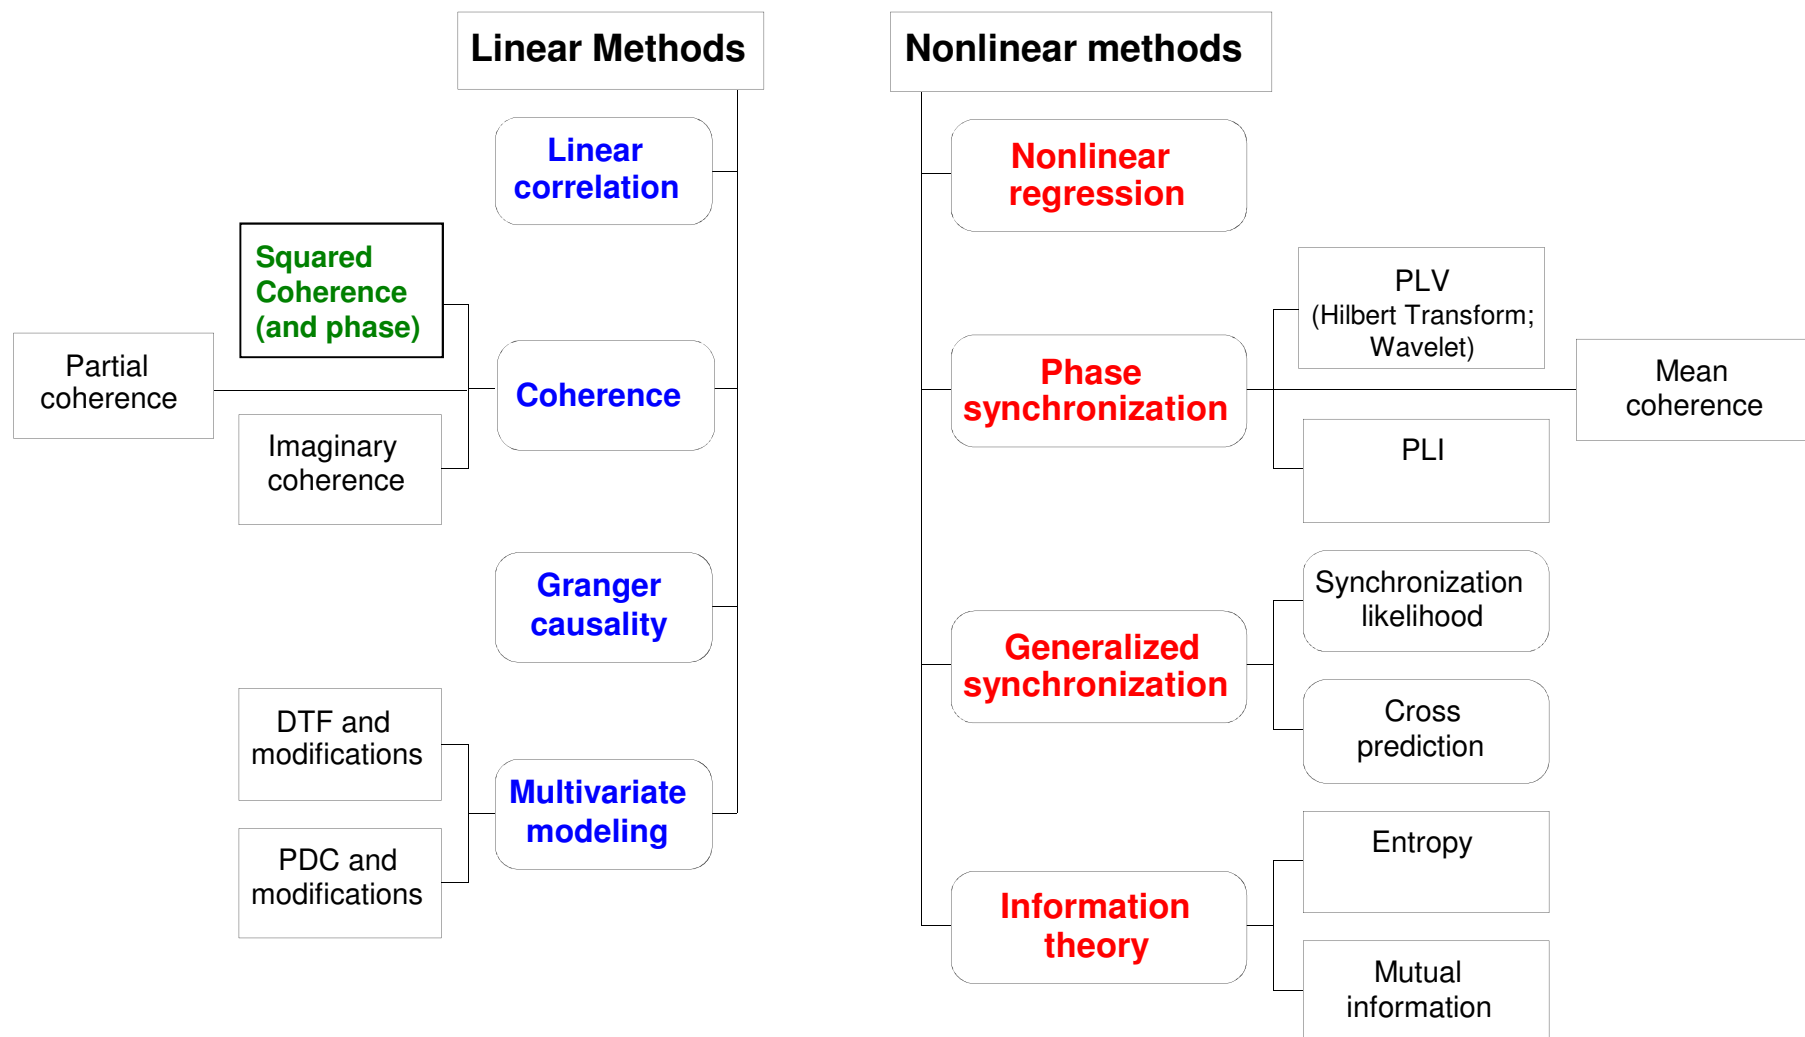 Linear Methods
Linear
correlation
Squared
Coherence
(and phase)
Partial
coherence
Coherence
Imaginary
coherence
Granger
causality
DTF and
modifications
Multivariate
modeling
PDC and
modifications
Nonlinear methods
Nonlinear
regression
PLV
(Hilbert Transform;
Wavelet)
Phase
synchronization
Mean
coherence
PLI
Synchronization
likelihood
Generalized
synchronization
Cross
prediction
Entropy
Information
theory
Mutual
information